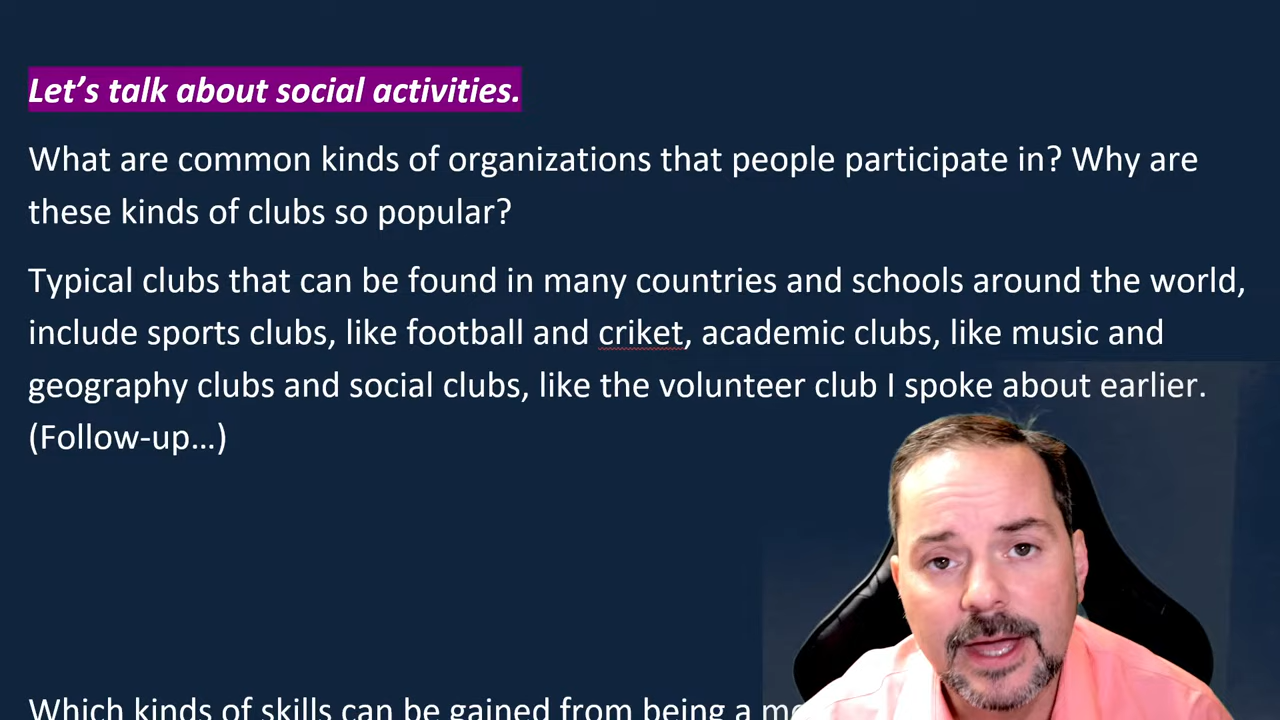 Let's talk about social activities.
What are common kinds of organizations that people participate in? Why are
these kinds of clubs so popular?
Typical clubs that can be found in many countries and schools around the world,
include sports clubs, like football and criket, academic clubs, like music and
geography clubs and social clubs, like the volunteer club I spoke about earlier.
(Follow-up...)
Which kinds of skills can be gained from being a